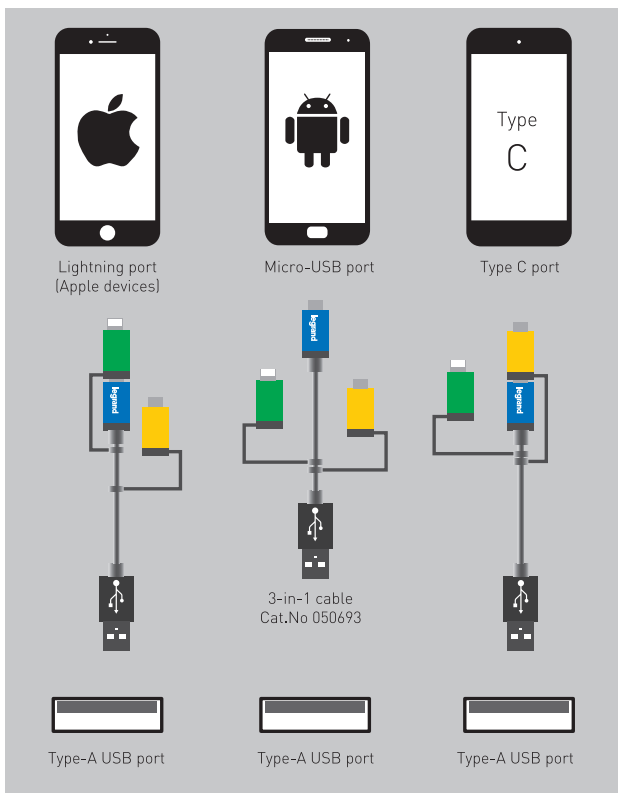 Type
C
Lightning port
(Apple devices)
Micro-USB port
Type C port
legrand
legrand
legrand
3-in-1 cable
Cat.No 050693
Type-A USB port
Type-A USB port
Type-A USB port